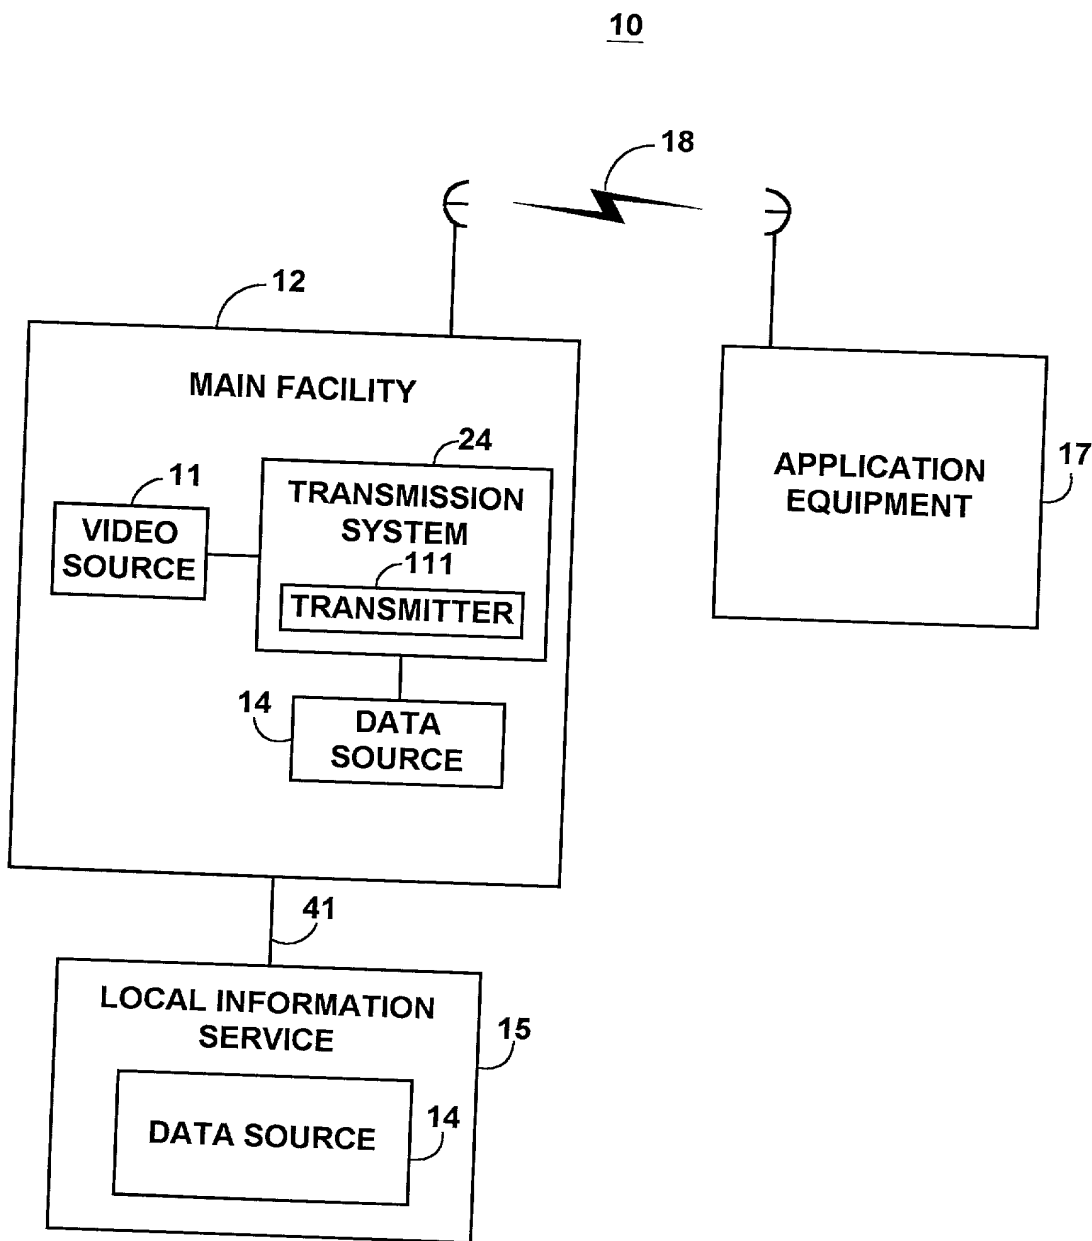 10
18
12
MAIN FACILITY
24
11
TRANSMISSION
SYSTEM
VIDEO
SOURCE
111
TRANSMITTER
14
DATA
SOURCE
APPLICATION
EQUIPMENT
17
41
LOCAL INFORMATION
SERVICE
15
DATA SOURCE
14